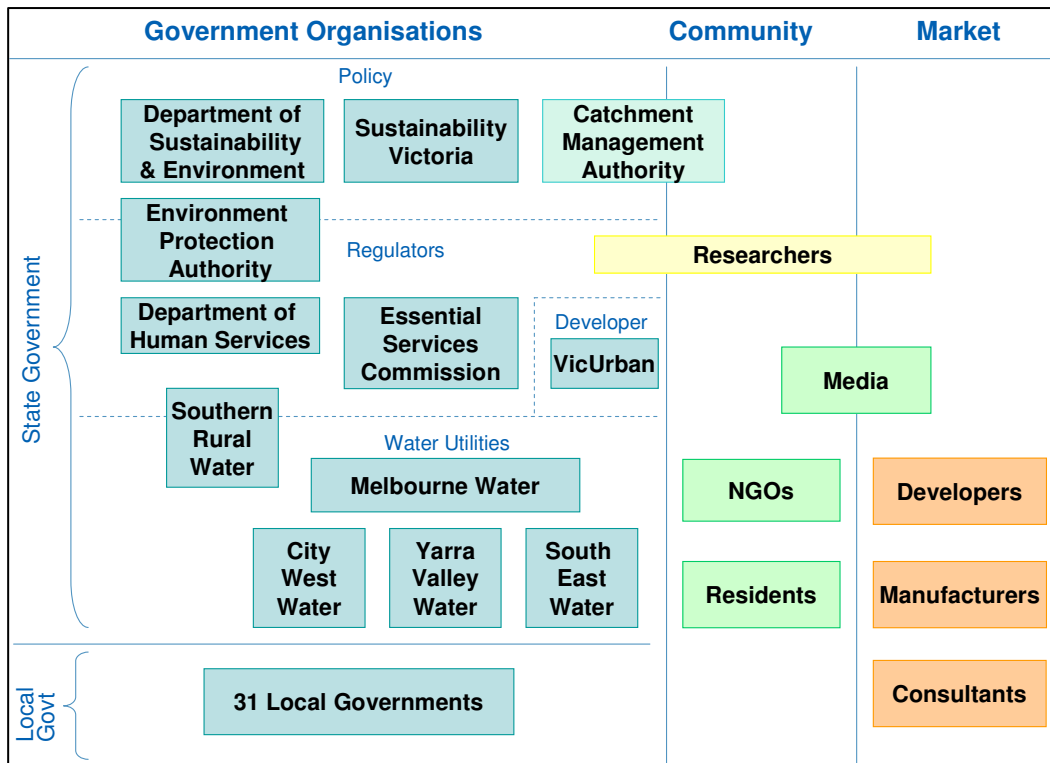 Government Organisations
Community
Market
Policy
Department of
Sustainability
& Environment
Sustainability
Victoria
Catchment
Management
Authority
Environment
Protection
Authority
Regulators
Researchers
State Government
Department of
Human Services
Essential
Services
Commission
Developer
VicUrban
Media
Southern
Rural
Water
Water Utilities
Melbourne Water
NGOs
Developers
City
West
Water
Yarra
Valley
Water
South
East
Water
Residents
Manufacturers
Local
Govt
31 Local Governments
Consultants